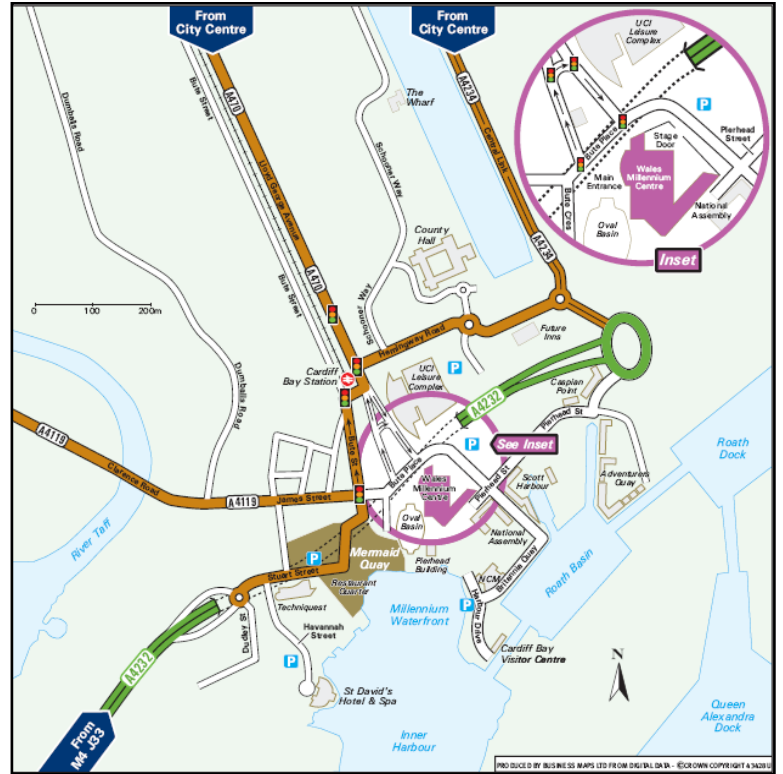 From
City Centre
From
City Centre
UCI
Leisure
Complex
P
Pierhead
Street
Stage
Door
Bute Place
Main
Entrance
Wales
Millennium
Centre
Bute Cres
Oval
Basin
National
Assembly
Inset
Dumballs Road
Bute Street
A470
Lloyd George Avenue
A470
Bute Street
The
Wharf
Schooner Way
Schooner Way
A4234
Central Link
A4234
County
Hall
0 100 200m
Hemingway Road
Future
Inns
Cardiff
Bay Station
UCI
Leisure
Complex
P
A4232
Caspian
Point
Pierhead St
Dumballs Road
A4119
Clarence Road
A4119
James Street
Bute St
Bute Place
P
See Inset
Wales
Millennium
Centre
Pierhead St
Scott
Harbour
Adventurers
Quay
Roath
Dock
River Taff
Oval
Basin
National
Assembly
Pierhead
Building
Britannia Quay
Roath Basin
Mermaid
Quay
P
Restaurant
Quarter
Stuart Street
Techniquest
NCM
Harbour Drive
P
Millennium
Waterfront
Havannah
Street
Dudley St
P
A4232
From
M4 J33
Cardiff Bay
Visitor Centre
St David's
Hotel & Spa
Inner
Harbour
N
Queen
Alexandra
Dock
PRODUCED BY BUSINESS MAPS LTD FROM DIGITAL DATA - ©CROWN COPYRIGHT 43428U